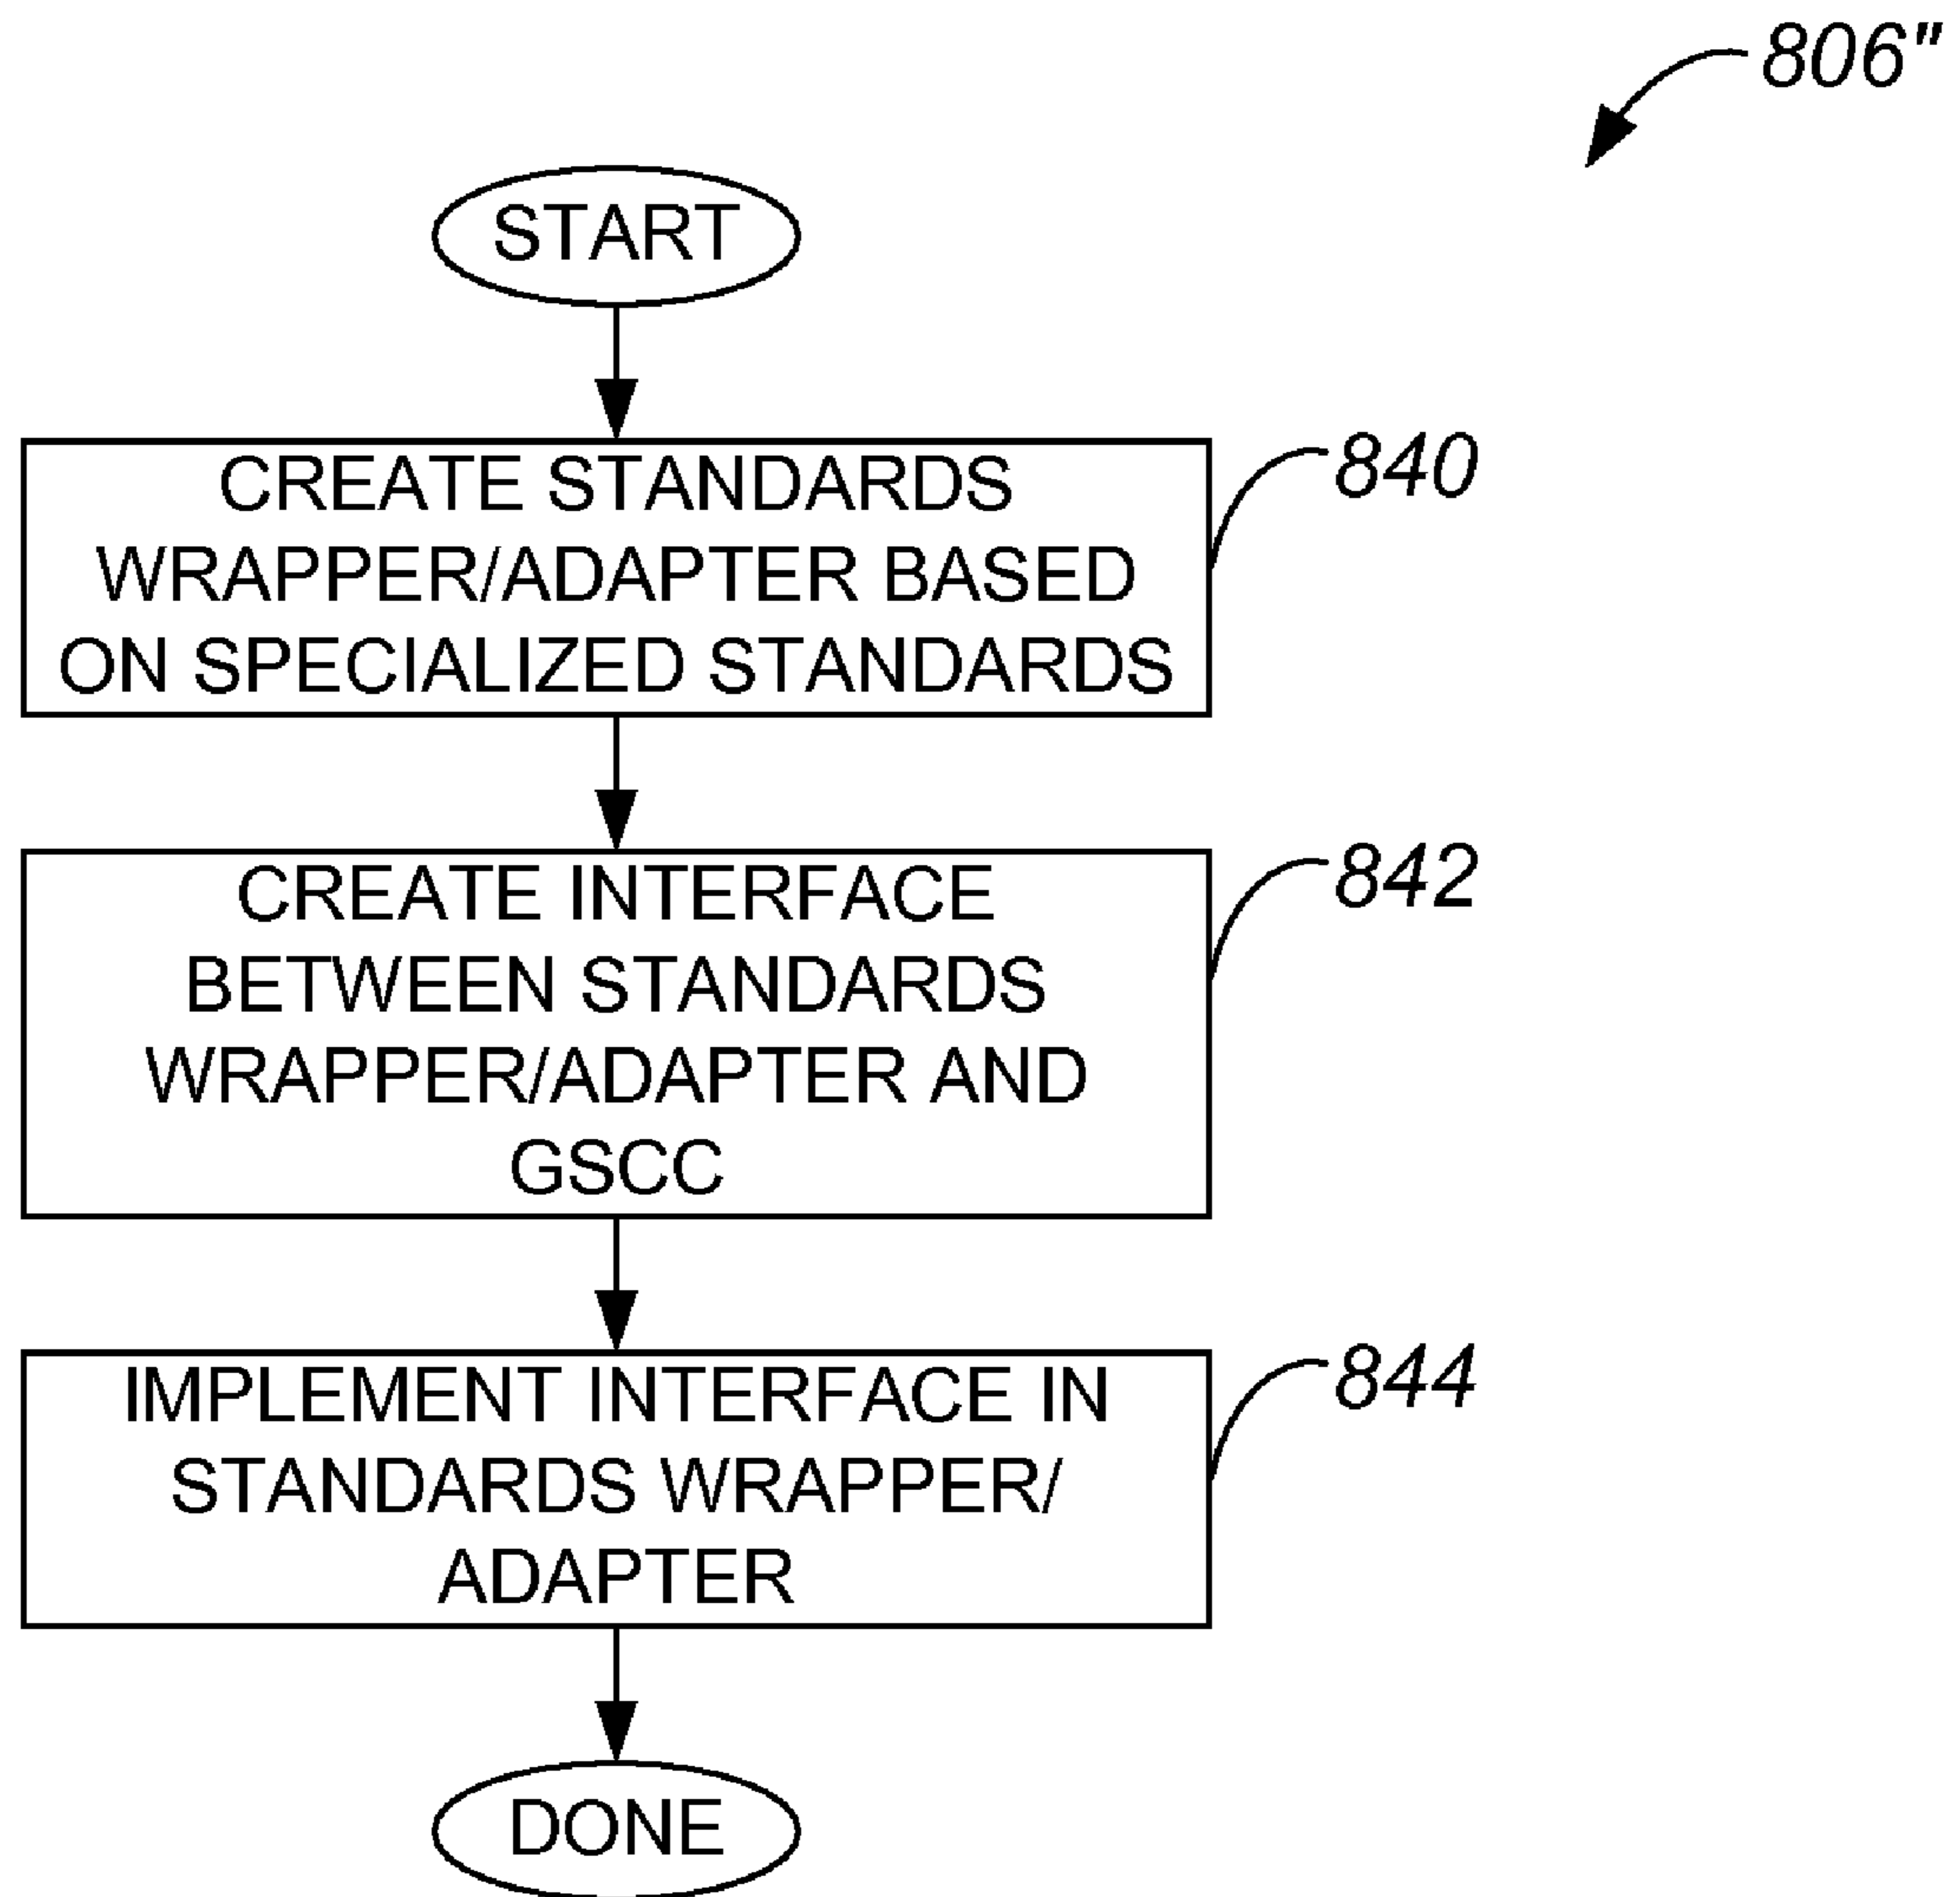 806"
START
CREATE STANDARDS
WRAPPER/ADAPTER BASED
ON SPECIALIZED STANDARDS
840
CREATE INTERFACE
BETWEEN STANDARDS
WRAPPER/ADAPTER AND
GSCC
842
IMPLEMENT INTERFACE IN
STANDARDS WRAPPER/
ADAPTER
844
DONE